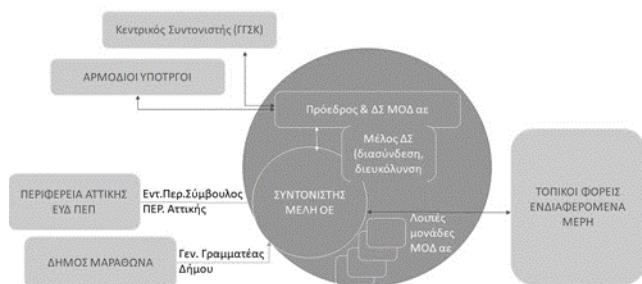 Κεντρικός Συντονιστής (ΓΓΣΚ)
ΑΡΜΟΔΙΟΙ ΥΠΟΤΡΓΟΙ
Πρόεδρος & ΔΣ ΜΟΔ αε
Μέλος ΔΣ
(διασύνδεση,
διευκόλυνση
ΠΕΡΙΦΕΡΕΙΑ ΑΤΤΙΚΗΣ
ΕΥΔ ΠΕΠ
Εντ.Περ.Σύμβουλος
ΠΕΡ. Αττικής
ΣΥΝΤΟΝΙΣΤΗΣ
ΜΕΛΗ ΟΕ
ΤΟΠΙΚΟΙ ΦΟΡΕΙΣ
ΕΝΔΙΑΦΕΡΟΜΕΝΑ
ΜΕΡΗ
Λοιπές
μονάδες
ΜΟΔ αε
ΔΗΜΟΣ ΜΑΡΑΘΩΝΑ
Γεν. Γραμματέας
Δήμου